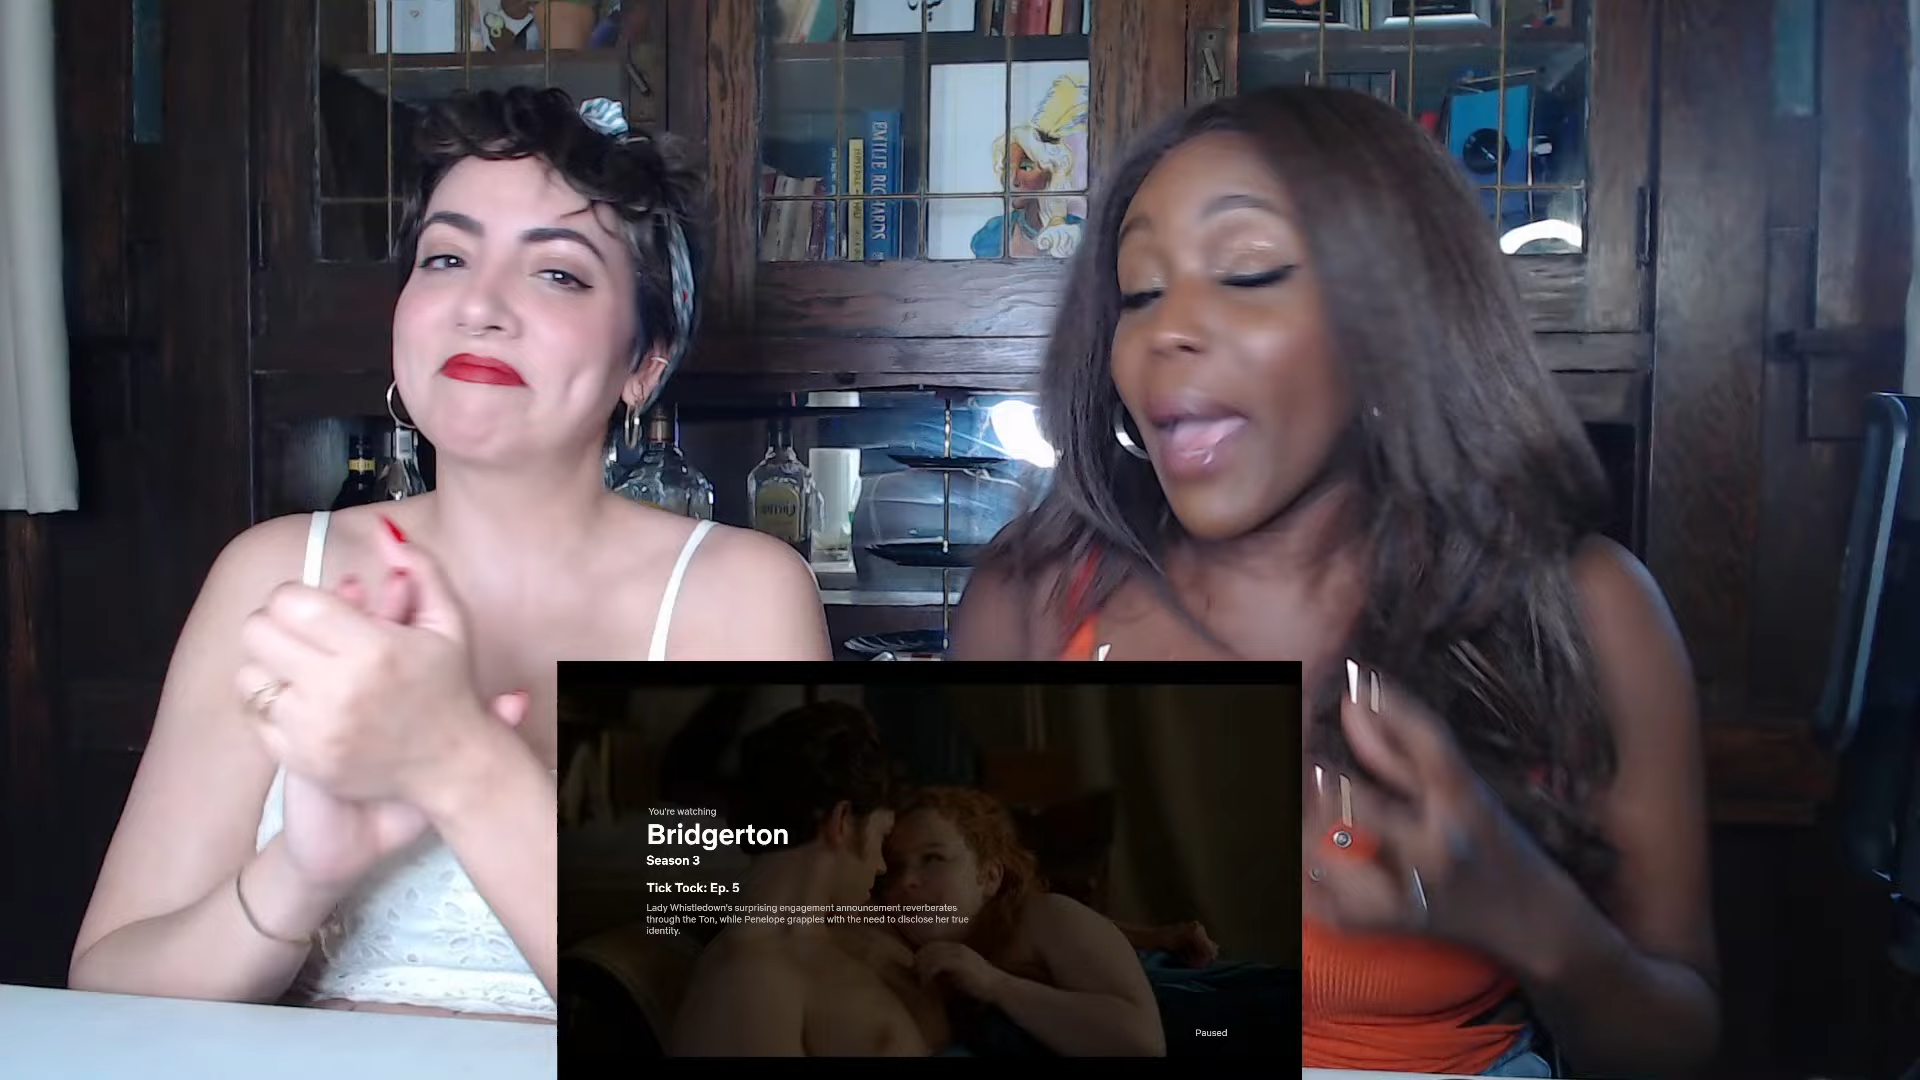 EMILIE RICHARDS
You're watching
Bridgerton
Season 3
Tick Tock: Ep. 5
Lady Whistledown's surprising engagement announcement reverberates
through the Ton, while Penelope grapples with the need to disclose her true
identity.
Paused